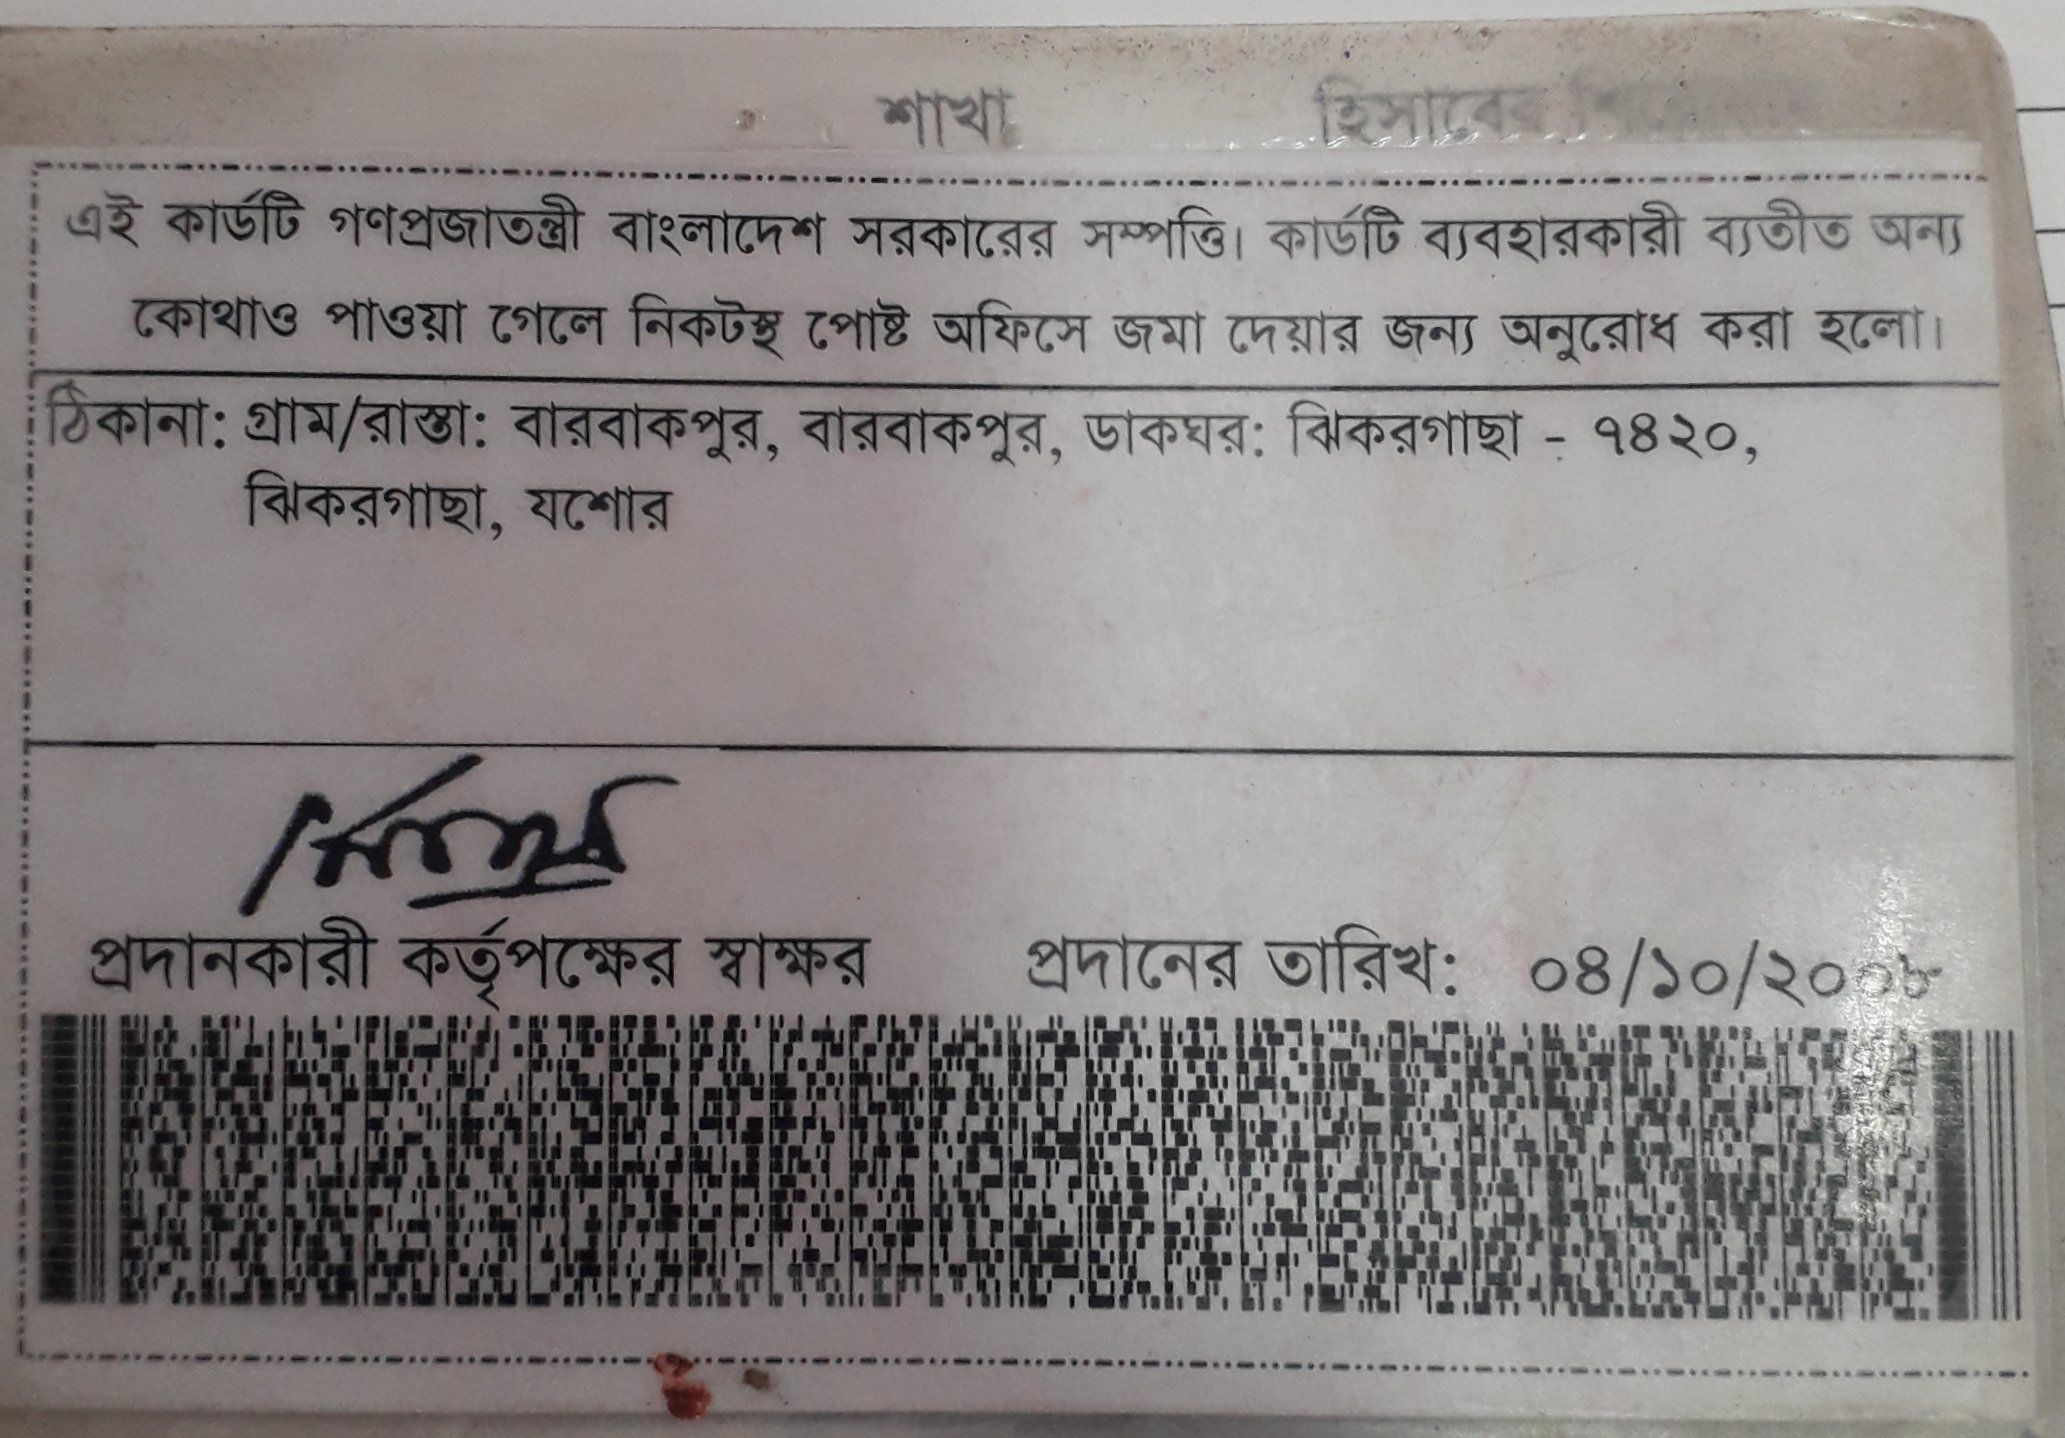 শাখা হিসাবের
এই কার্ডটি গণপ্রজাতন্ত্রী বাংলাদেশ সরকারের সম্পত্তি। কার্ডটি ব্যবহারকারী ব্যতীত অন্য
কোথাও পাওয়া গেলে নিকটস্থ পোষ্ট অফিসে জমা দেয়ার জন্য অনুরোধ করা হলো।
ঠিকানা: গ্রাম/রাস্তা: বারবাকপুর, বারবাকপুর, ডাকঘর: ঝিকরগাছা - ৭৪২০,
ঝিকরগাছা, যশোর
প্রদানকারী কর্তৃপক্ষের স্বাক্ষর প্রদানের তারিখ: ০৪/১০/২০০৮